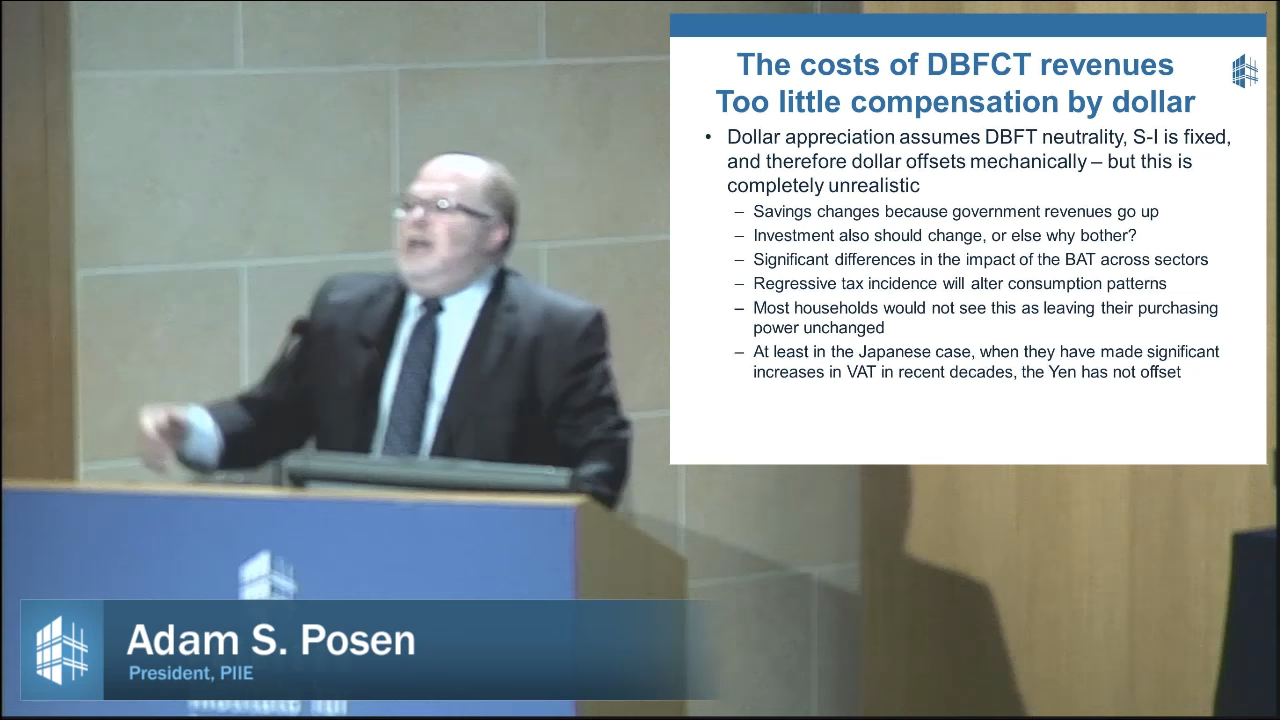 The costs of DBFCT revenues
Too little compensation by dollar
• Dollar appreciation assumes DBFT neutrality, S-I is fixed,
and therefore dollar offsets mechanically – but this is
completely unrealistic
– Savings changes because government revenues go up
– Investment also should change, or else why bother?
– Significant differences in the impact of the BAT across sectors
– Regressive tax incidence will alter consumption patterns
– Most households would not see this as leaving their purchasing
power unchanged
– At least in the Japanese case, when they have made significant
increases in VAT in recent decades, the Yen has not offset
Adam S. Posen
President, PIIE